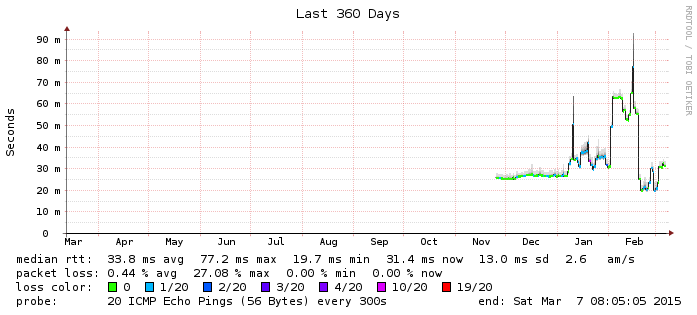 Last 360 Days
RRDTOOL / TOBI OETIKER
Seconds
90 m
80 m
70 m
60 m
50 m
40 m
30 m
20 m
10 m
0
Mar Apr May Jun Jul Aug Sep Oct Nov Dec Jan Feb
median rtt: 33.8 ms avg 77.2 ms max 19.7 ms min 31.4 ms now 13.0 ms sd 2.6 am/s
packet loss: 0.44 % avg 27.08 % max 0.00 % min 0.00 % now
loss color: 0 1/20 2/20 3/20 4/20 10/20 19/20
probe: 20 ICMP Echo Pings (56 Bytes) every 300s end: Sat Mar 7 08:05:05 2015